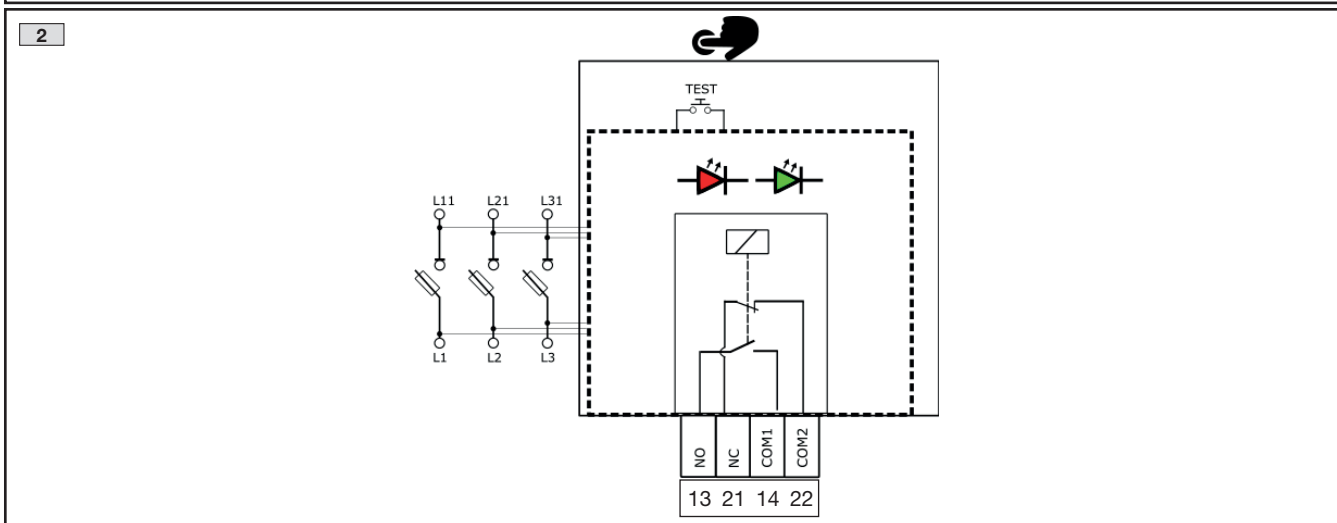 2
TEST
L11 L21 L31
L1 L2 L3
NO NC COM1 COM2
13 21 14 22